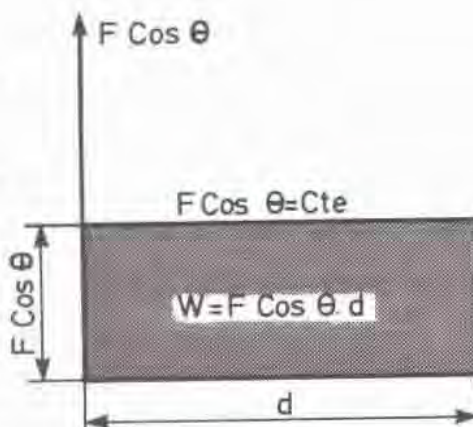 F Cos θ
F Cos θ=Cte
F Cos θ
W=F Cos θ.d
d